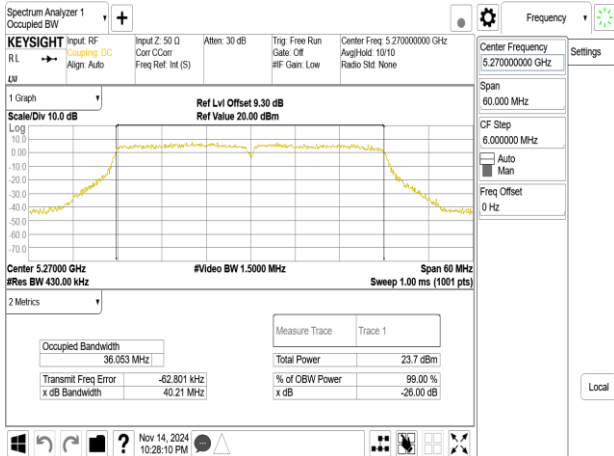 Spectrum Analyzer 1
Occupied BW
Frequency
KEYSIGHT
R L
LXI
Input: RF
Coupling: DC
Align: Auto
Input Z: 50 Ω
Corr CCorr
Freq Ref: Int (S)
Atten: 30 dB
Trig: Free Run
Gate: Off
#IF Gain: Low
Center Freq: 5.270000000 GHz
Avg|Hold: 10/10
Radio Std: None
Center Frequency
5.270000000 GHz
Settings
Span
60.000 MHz
CF Step
6.000000 MHz
Auto
Man
Freq Offset
0 Hz
Local
1 Graph
Scale/Div 10.0 dB
Ref Lvl Offset 9.30 dB
Ref Value 20.00 dBm
Log
10.0
0.00
-10.0
-20.0
-30.0
-40.0
-50.0
-60.0
-70.0
Center 5.27000 GHz
#Video BW 1.5000 MHz
Span 60 MHz
#Res BW 430.00 kHz
Sweep 1.00 ms (1001 pts)
2 Metrics
Measure Trace Trace 1
Occupied Bandwidth
36.053 MHz
Total Power 23.7 dBm
Transmit Freq Error -62.801 kHz
% of OBW Power 99.00 %
x dB Bandwidth 40.21 MHz
x dB -26.00 dB
?
Nov 14, 2024
10:28:10 PM